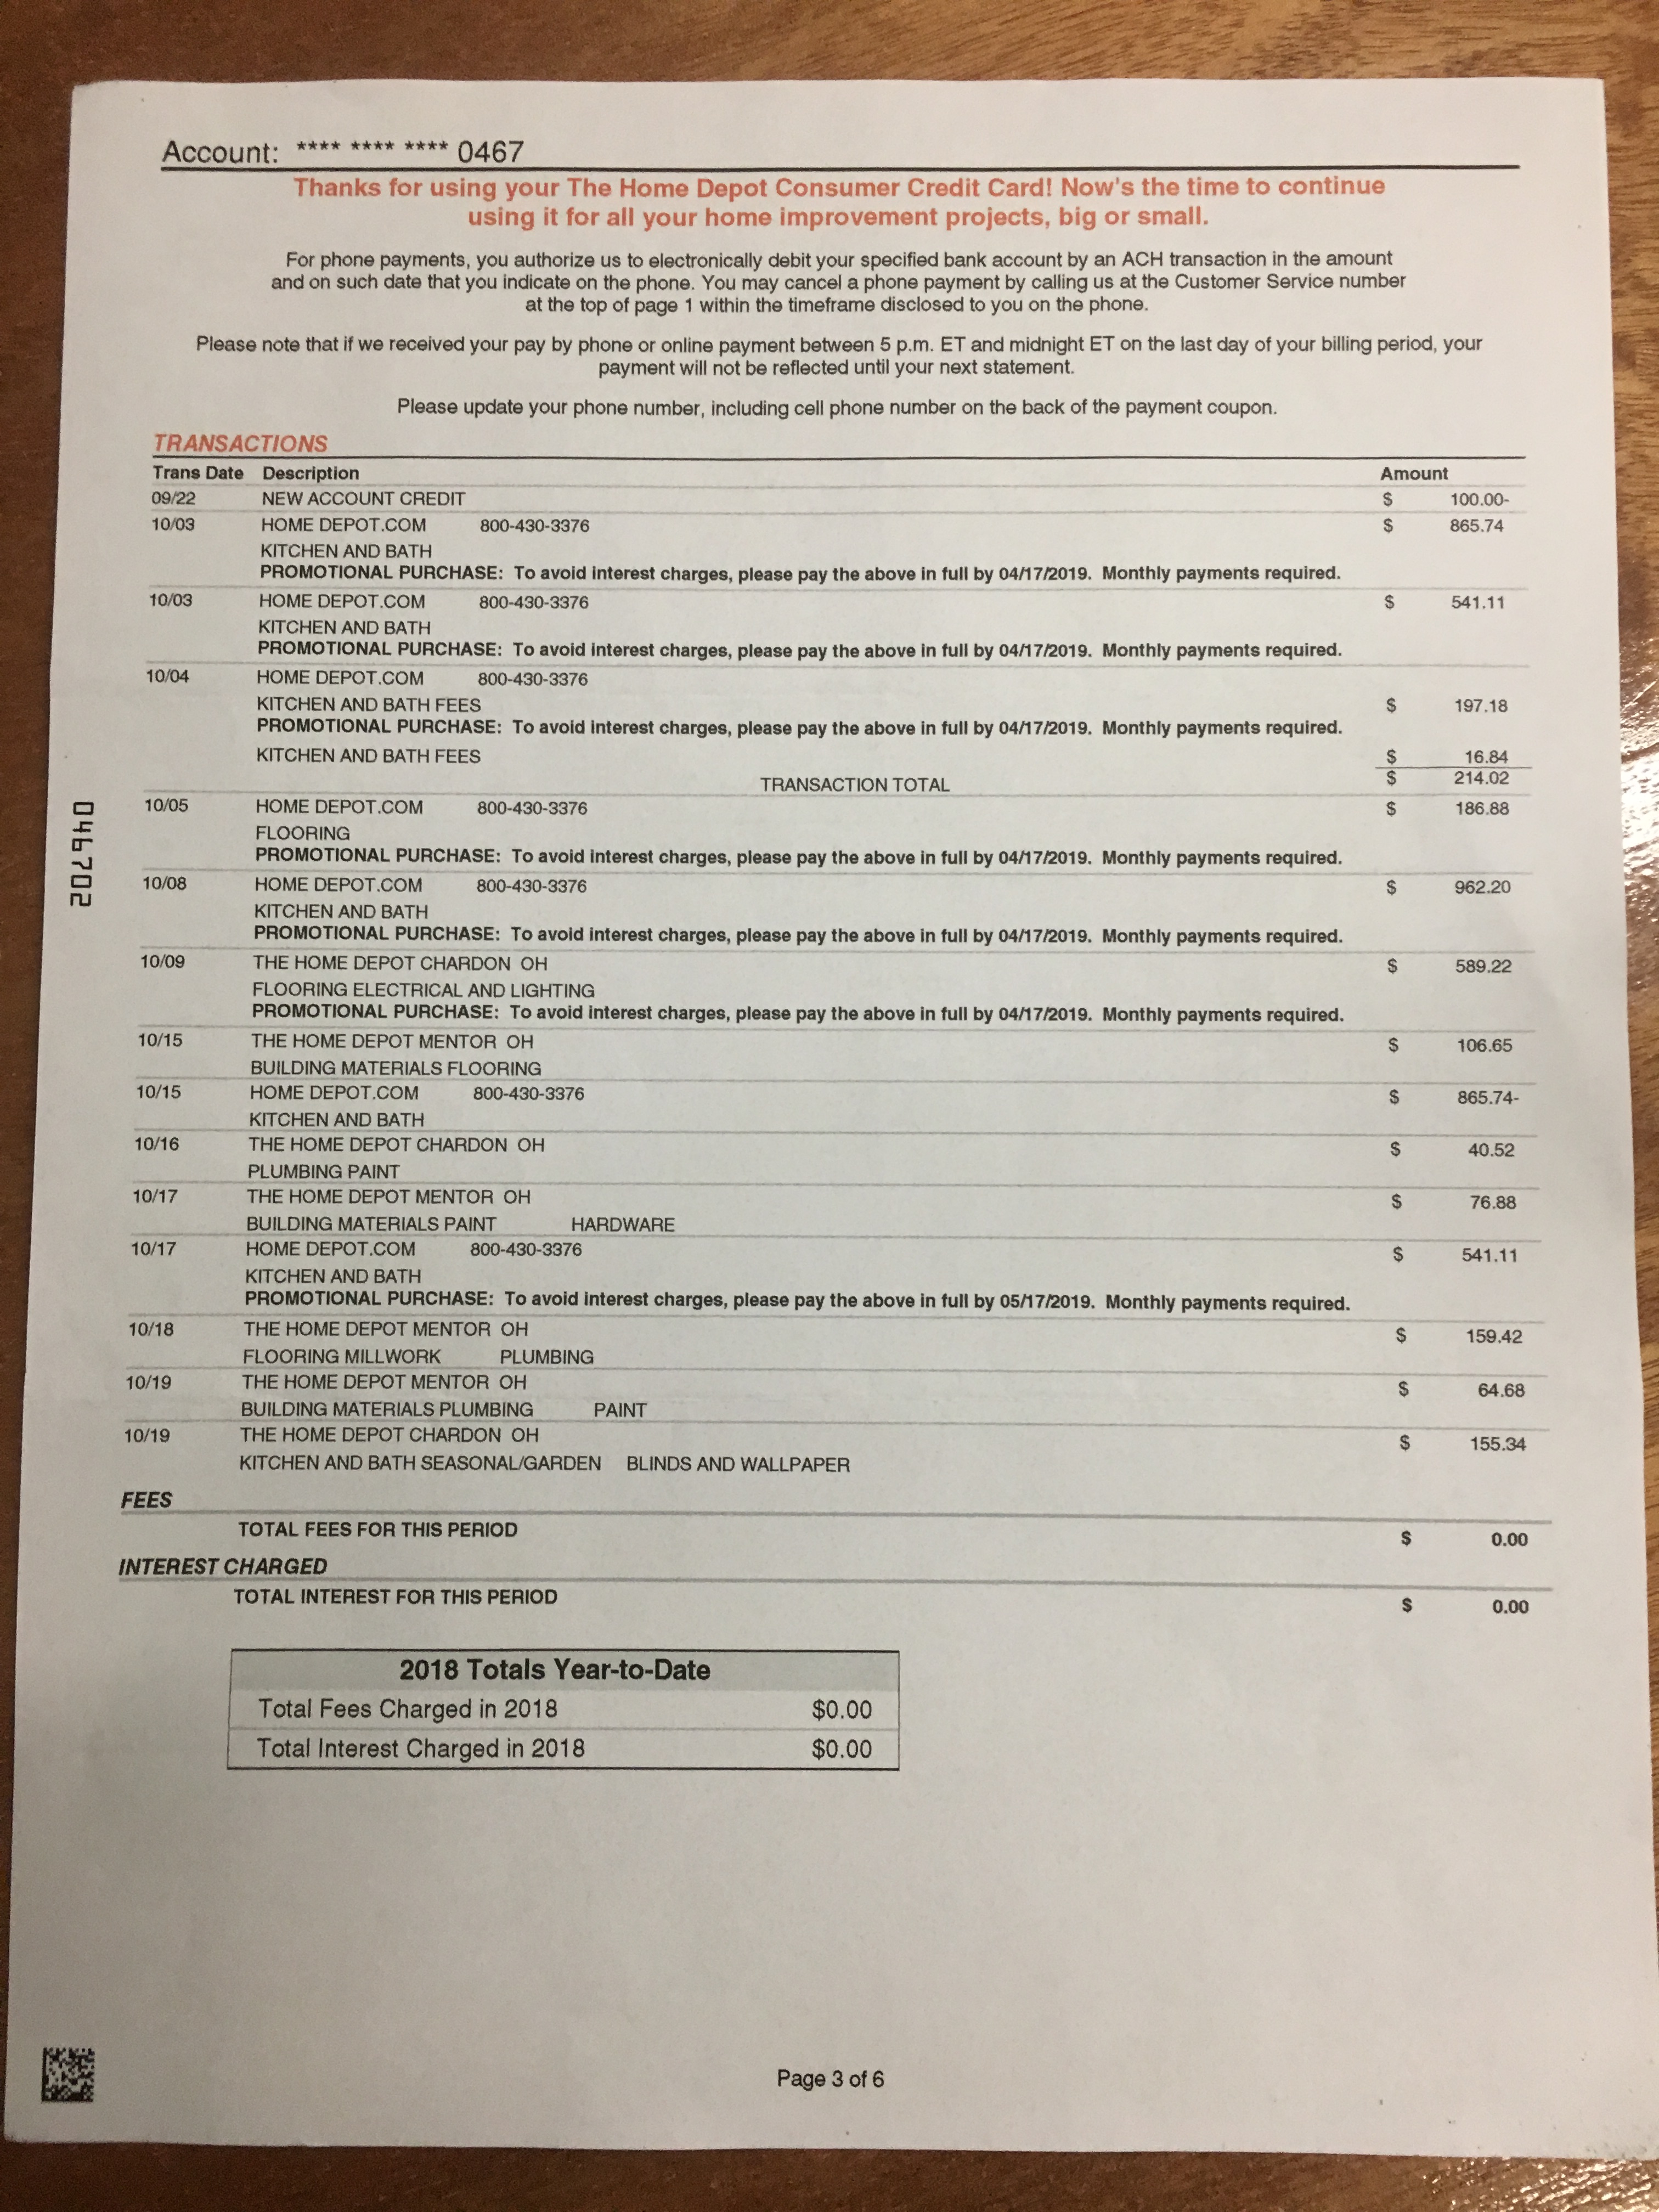 Account: **** **** **** 0467
Thanks for using your The Home Depot Consumer Credit Card! Now's the time to continue
using it for all your home improvement projects, big or small.
For phone payments, you authorize us to electronically debit your specified bank account by an ACH transaction in the amount
and on such date that you indicate on the phone. You may cancel a phone payment by calling us at the Customer Service number
at the top of page 1 within the timeframe disclosed to you on the phone.
Please note that if we received your pay by phone or online payment between 5 p.m. ET and midnight ET on the last day of your billing period, your
payment will not be reflected until your next statement.
Please update your phone number, including cell phone number on the back of the payment coupon.
TRANSACTIONS
Trans Date Description Amount
09/22 NEW ACCOUNT CREDIT $ 100.00-
10/03 HOME DEPOT.COM 800-430-3376 $ 865.74
KITCHEN AND BATH
PROMOTIONAL PURCHASE: To avoid interest charges, please pay the above in full by 04/17/2019. Monthly payments required.
10/03 HOME DEPOT.COM 800-430-3376 $ 541.11
KITCHEN AND BATH
PROMOTIONAL PURCHASE: To avoid interest charges, please pay the above in full by 04/17/2019. Monthly payments required.
10/04 HOME DEPOT.COM 800-430-3376
KITCHEN AND BATH FEES $ 197.18
PROMOTIONAL PURCHASE: To avoid interest charges, please pay the above in full by 04/17/2019. Monthly payments required.
KITCHEN AND BATH FEES $ 16.84
TRANSACTION TOTAL $ 214.02
10/05 HOME DEPOT.COM 800-430-3376 $ 186.88
FLOORING
PROMOTIONAL PURCHASE: To avoid interest charges, please pay the above in full by 04/17/2019. Monthly payments required.
10/08 HOME DEPOT.COM 800-430-3376 $ 962.20
KITCHEN AND BATH
PROMOTIONAL PURCHASE: To avoid interest charges, please pay the above in full by 04/17/2019. Monthly payments required.
10/09 THE HOME DEPOT CHARDON OH $ 589.22
FLOORING ELECTRICAL AND LIGHTING
PROMOTIONAL PURCHASE: To avoid interest charges, please pay the above in full by 04/17/2019. Monthly payments required.
10/15 THE HOME DEPOT MENTOR OH $ 106.65
BUILDING MATERIALS FLOORING
10/15 HOME DEPOT.COM 800-430-3376 $ 865.74-
KITCHEN AND BATH
10/16 THE HOME DEPOT CHARDON OH $ 40.52
PLUMBING PAINT
10/17 THE HOME DEPOT MENTOR OH $ 76.88
BUILDING MATERIALS PAINT HARDWARE
10/17 HOME DEPOT.COM 800-430-3376 $ 541.11
KITCHEN AND BATH
PROMOTIONAL PURCHASE: To avoid interest charges, please pay the above in full by 05/17/2019. Monthly payments required.
10/18 THE HOME DEPOT MENTOR OH $ 159.42
FLOORING MILLWORK PLUMBING
10/19 THE HOME DEPOT MENTOR OH $ 64.68
BUILDING MATERIALS PLUMBING PAINT
10/19 THE HOME DEPOT CHARDON OH $ 155.34
KITCHEN AND BATH SEASONAL/GARDEN BLINDS AND WALLPAPER
FEES
TOTAL FEES FOR THIS PERIOD $ 0.00
INTEREST CHARGED
TOTAL INTEREST FOR THIS PERIOD $ 0.00
2018 Totals Year-to-Date
Total Fees Charged in 2018 $0.00
Total Interest Charged in 2018 $0.00
Page 3 of 6
046702